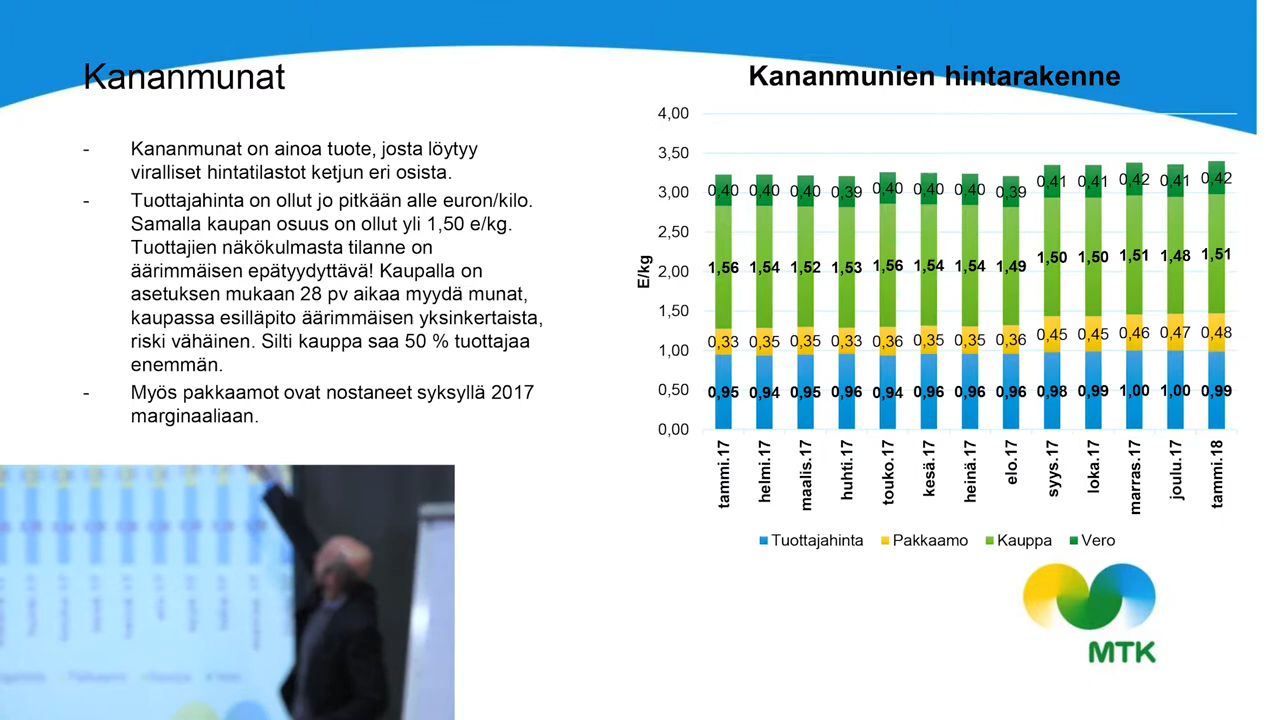 Kananmunat
- Kananmunat on ainoa tuote, josta löytyy
viralliset hintatilastot ketjun eri osista.
- Tuottajahinta on ollut jo pitkään alle euron/kilo.
Samalla kaupan osuus on ollut yli 1,50 e/kg.
Tuottajien näkökulmasta tilanne on
äärimmäisen epätyydyttävä! Kaupalla on
asetuksen mukaan 28 pv aikaa myydä munat,
kaupassa esilläpito äärimmäisen yksinkertaista,
riski vähäinen. Silti kauppa saa 50 % tuottajaa
enemmän.
- Myös pakkaamot ovat nostaneet syksyllä 2017
marginaaliaan.
Kananmunien hintarakenne
4,00
3,50
3,00
2,50
2,00
1,50
1,00
0,50
0,00
E/kg
0,40 0,40 0,40 0,39 0,40 0,40 0,40 0,39 0,41 0,41 0,42 0,41 0,42
1,56 1,54 1,52 1,53 1,56 1,54 1,54 1,49 1,50 1,50 1,51 1,48 1,51
0,33 0,35 0,35 0,33 0,36 0,35 0,35 0,36 0,45 0,45 0,46 0,47 0,48
0,95 0,94 0,95 0,96 0,94 0,96 0,96 0,96 0,98 0,99 1,00 1,00 0,99
tammi.17 helmi.17 maalis.17 huhti.17 touko.17 kesä.17 heinä.17 elo.17 syys.17 loka.17 marras.17 joulu.17 tammi.18
Tuottajahinta Pakkaamo Kauppa Vero
MTK